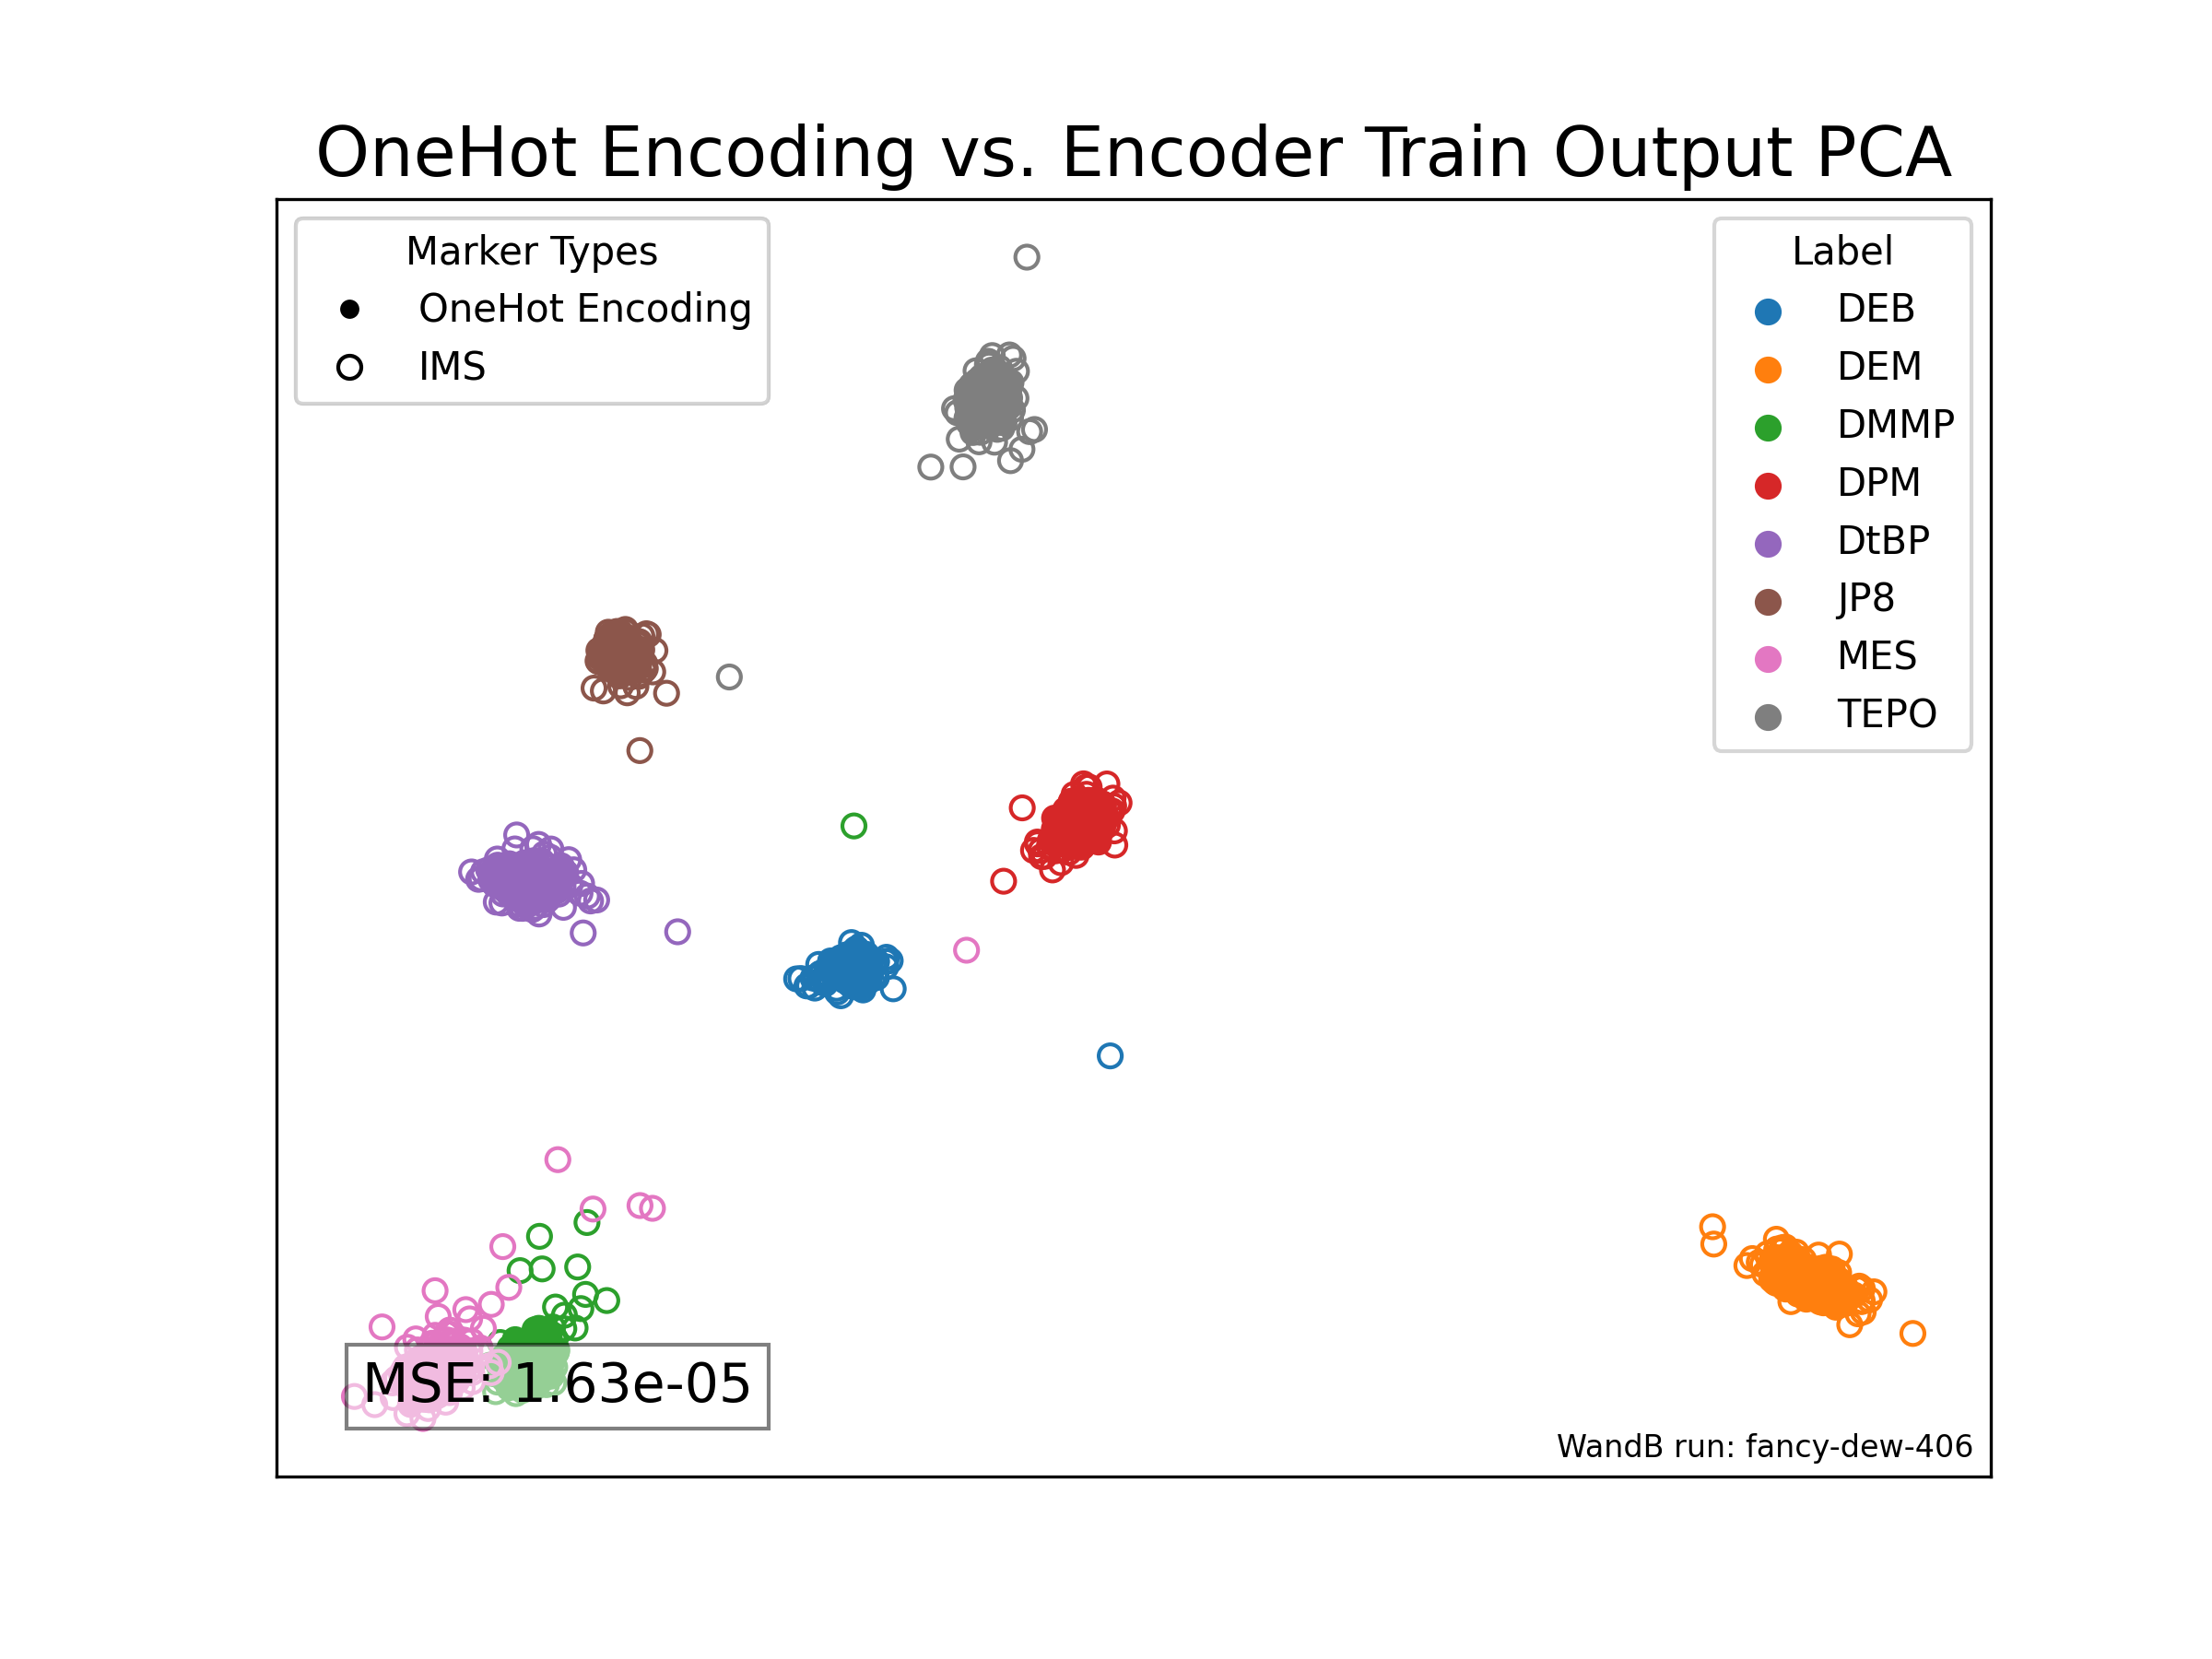 OneHot Encoding vs. Encoder Train Output PCA
Marker Types
OneHot Encoding
IMS
Label
DEB
DEM
DMMP
DPM
DtBP
JP8
MES
TEPO
MSE: 1.63e-05
WandB run: fancy-dew-406